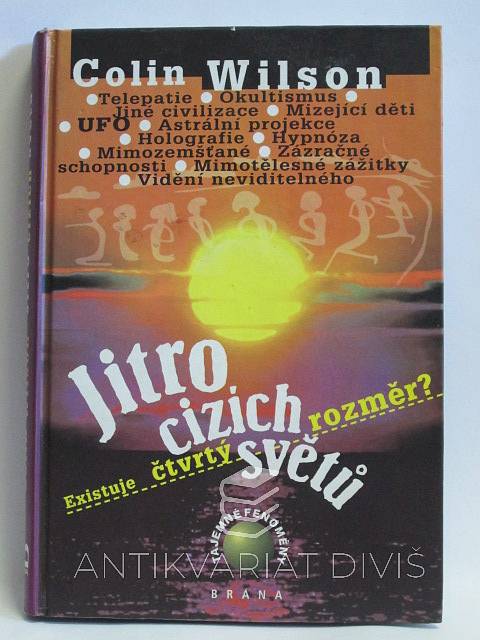 Colin Wilson
Telepatie ● Okultismus ●
Jiné civilizace ● Mizející děti
● UFO ● Astrální projekce
● Holografie ● Hypnóza
● Mimozemšťané ● Zázračné
schopnosti ● Mimotělesné zážitky
● Vidění neviditelného
Jitro
cizích
světů
Existuje čtvrtý rozměr?
TAJEMNÉ FENOMÉNY
ANTIKVARIÁT DIVIŠ
BRÁNA